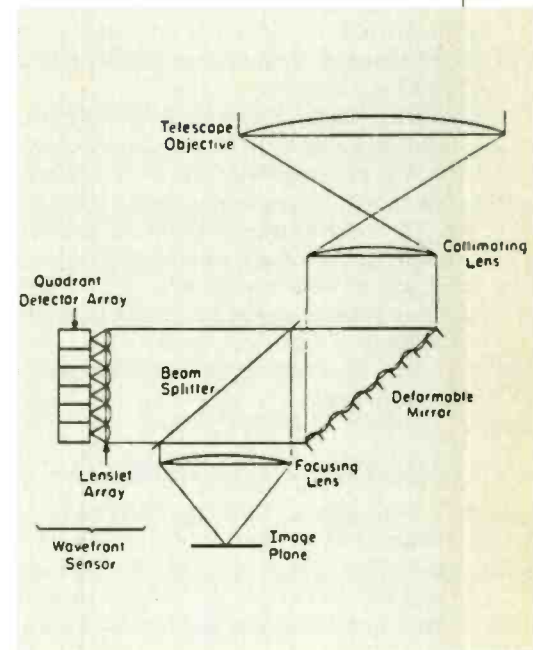 Telescope
Objective
Collimating
Lens
Quadrant
Detector Array
Beam
Splitter
Deformable
Mirror
Lenslet
Array
Focusing
Lens
Wavefront
Sensor
Image
Plane